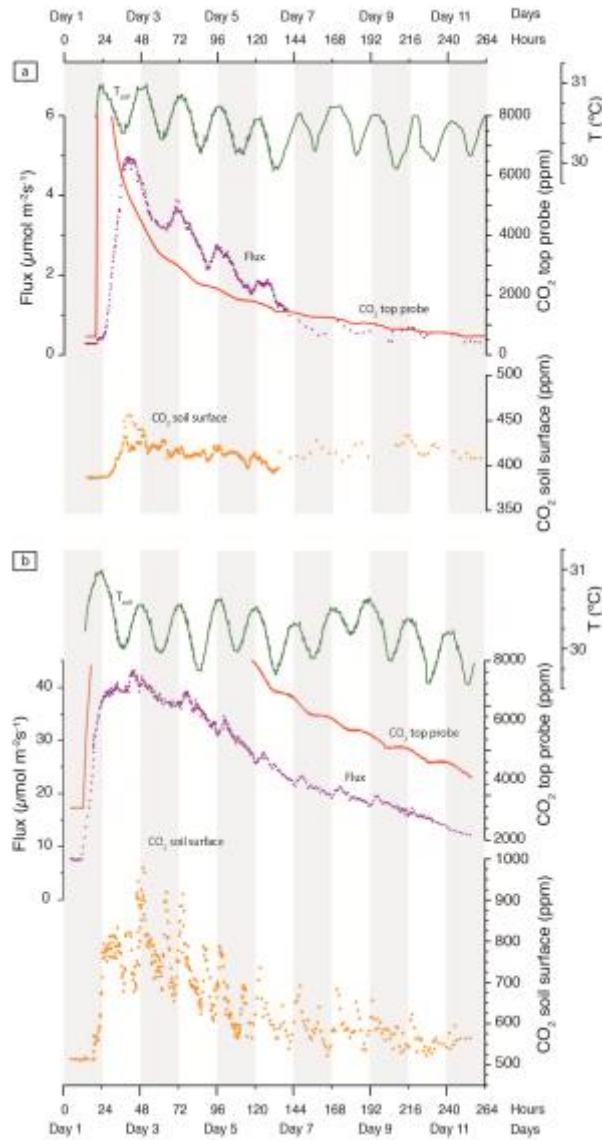 Day 1 Day 3 Day 5 Day 7 Day 9 Day 11 Days
0 24 48 72 96 120 144 168 192 216 240 264 Hours
a
T soil
31
30
T (°C)
6
4
2
0
Flux (µmol m⁻²s⁻¹)
8000
6000
4000
2000
0
CO₂ top probe (ppm)
Flux
CO₂ top probe
CO₂ soil surface
500
450
400
350
CO₂ soil surface (ppm)
b
T soil
31
30
T (°C)
40
30
20
10
0
Flux (µmol m⁻²s⁻¹)
8000
6000
4000
2000
CO₂ top probe (ppm)
CO₂ top probe
Flux
CO₂ soil surface
1000
900
800
700
600
500
CO₂ soil surface (ppm)
0 24 48 72 96 120 144 168 192 216 240 264 Hours
Day 1 Day 3 Day 5 Day 7 Day 9 Day 11 Days